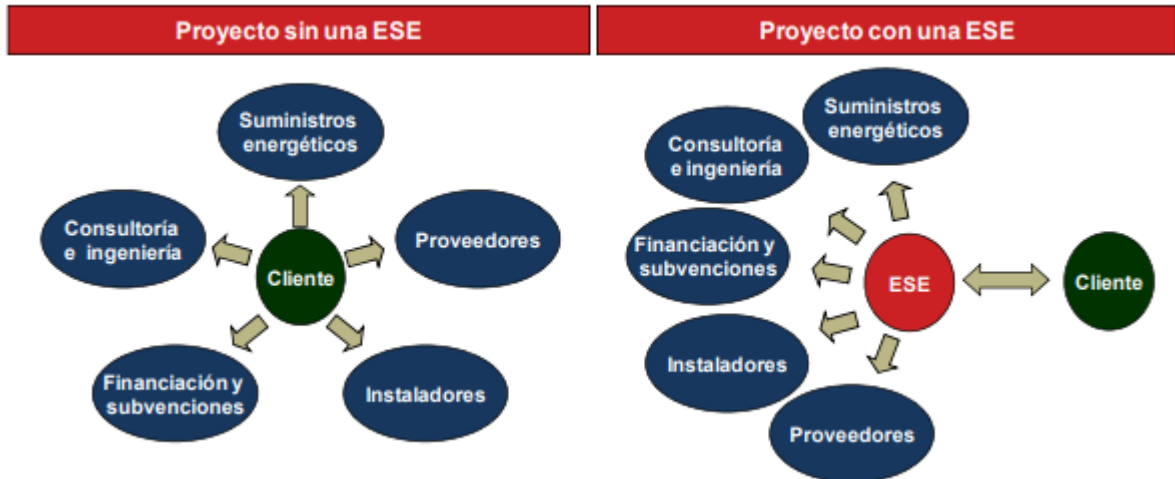 Proyecto sin una ESE
Suministros
energéticos
Consultoría
e ingeniería
Proveedores
Cliente
Financiación y
subvenciones
Instaladores
Proyecto con una ESE
Suministros
energéticos
Consultoría
e ingeniería
Financiación y
subvenciones
ESE
Cliente
Instaladores
Proveedores